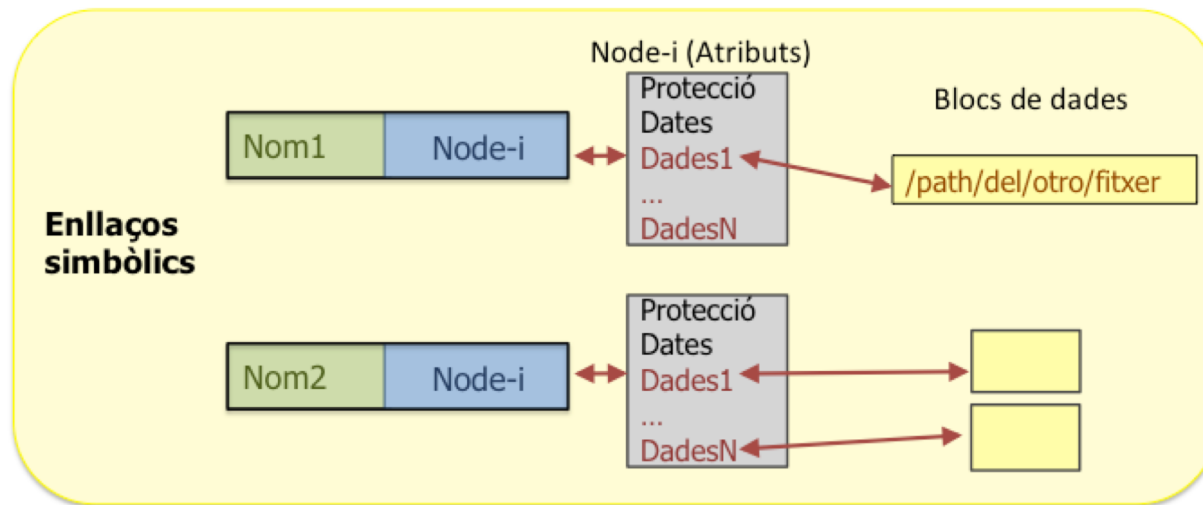 Node-i (Atributs)
Protecció
Dates
Dades1
...
DadesN
Blocs de dades
Nom1 Node-i
/path/del/otro/fitxer
Enllaços
simbòlics
Protecció
Dates
Dades1
...
DadesN
Nom2 Node-i